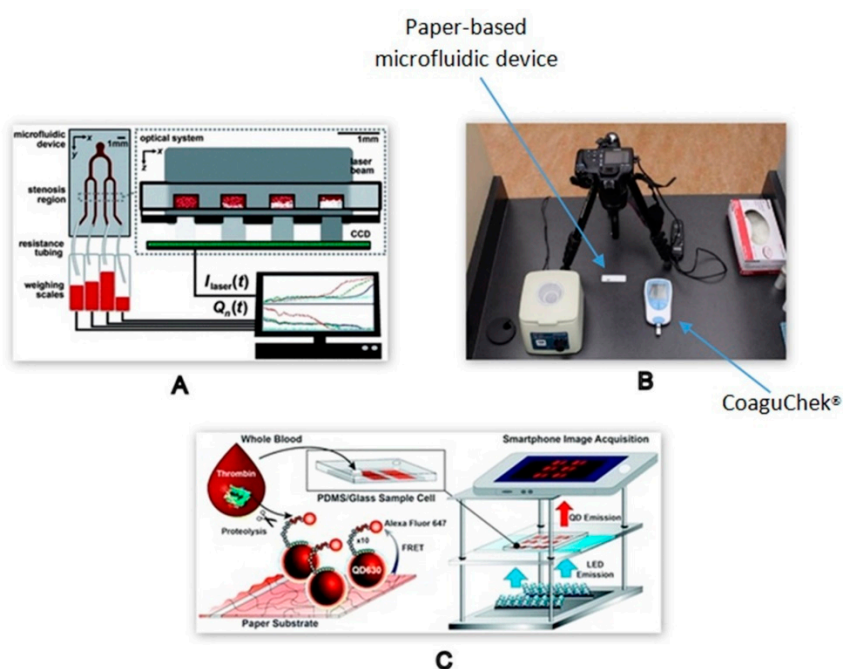 Paper-based
microfluidic device
microfluidic
device
x
y
1mm
stenosis
region
resistance
tubing
weighing
scales
optical system
x
z
1mm
laser
beam
CCD
Ilaser(t)
Qn(t)
A
B
CoaguChek®
Whole Blood
Thrombin
Proteolysis
PDMS/Glass Sample Cell
Alexa Fluor 647
x10
FRET
QD630
Paper Substrate
Smartphone Image Acquisition
QD Emission
LED
Emission
C